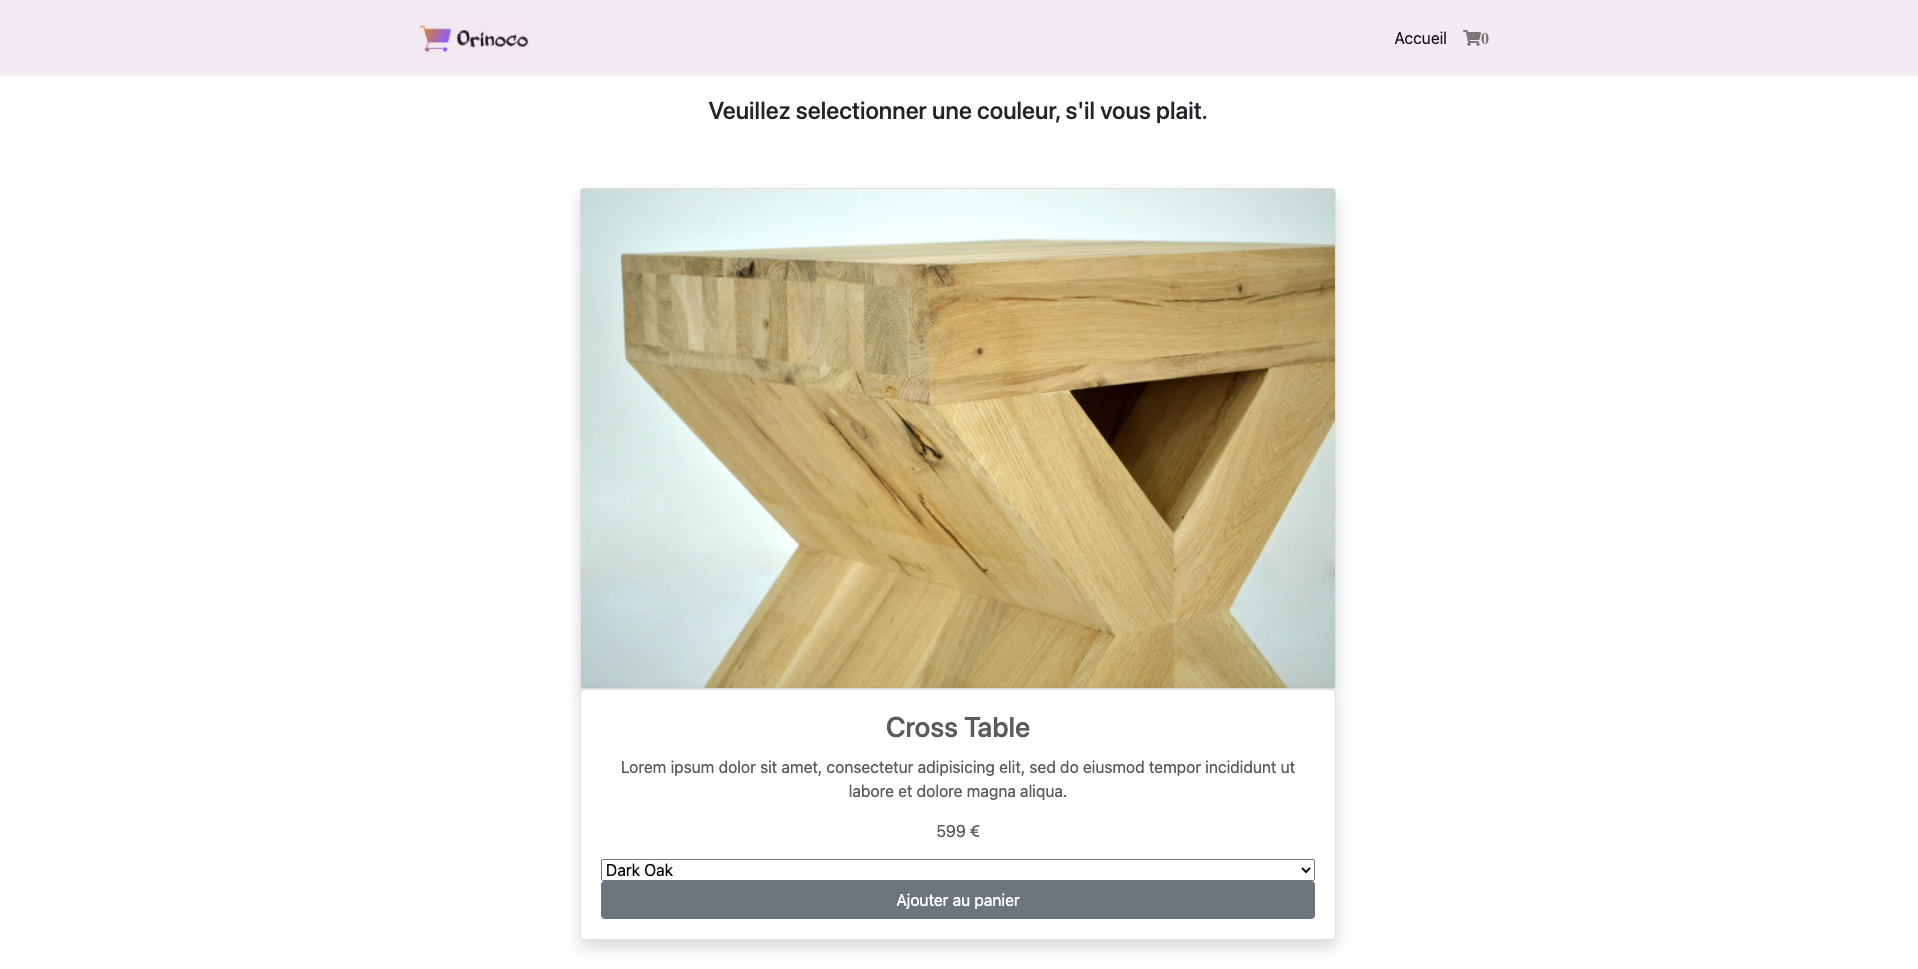 Orinoco
Accueil
0
Veuillez selectionner une couleur, s'il vous plait.
Cross Table
Lorem ipsum dolor sit amet, consectetur adipisicing elit, sed do eiusmod tempor incididunt ut
labore et dolore magna aliqua.
599 €
Dark Oak
Ajouter au panier